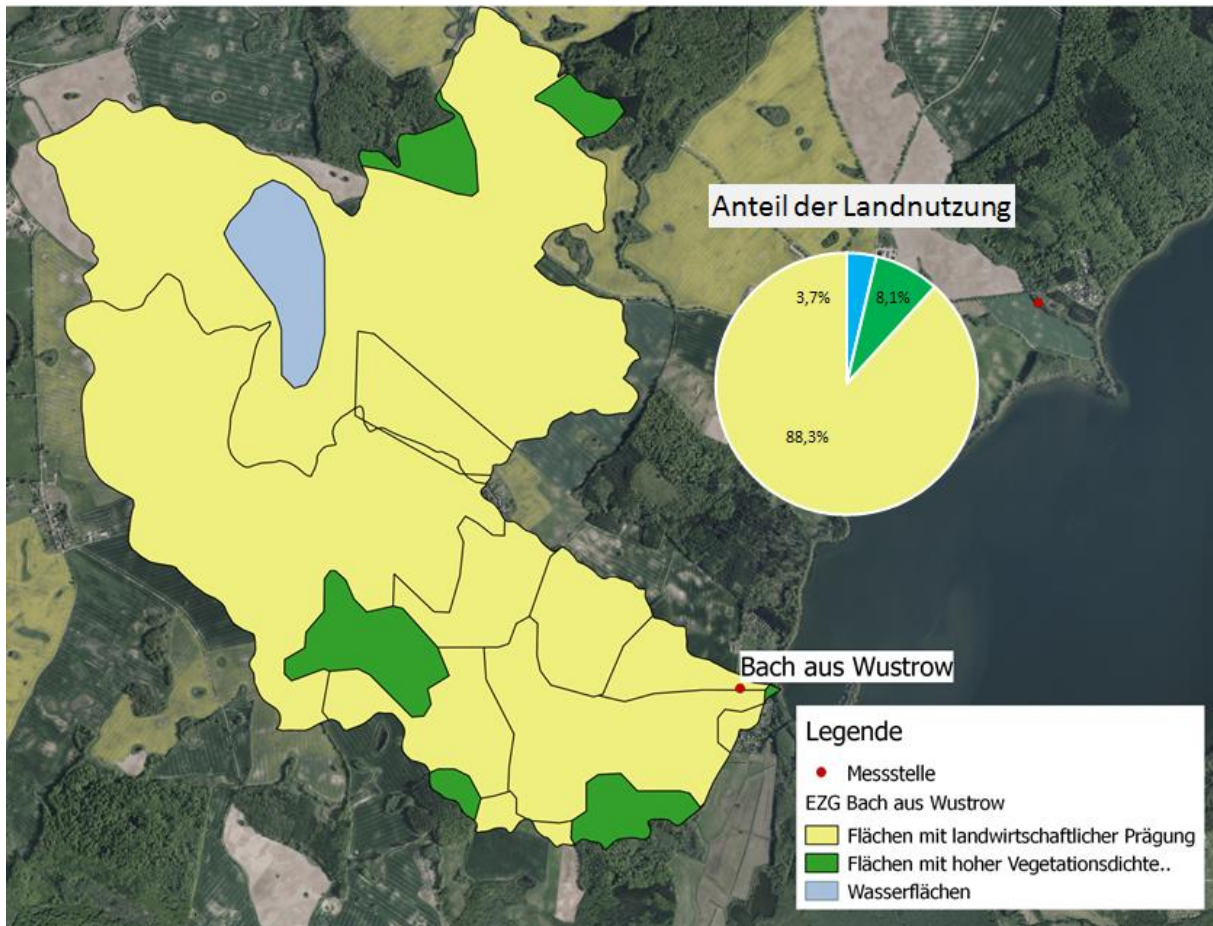 Anteil der Landnutzung
3,7%
8,1%
88,3%
Bach aus Wustrow
Legende
Messstelle
EZG Bach aus Wustrow
Flächen mit landwirtschaftlicher Prägung
Flächen mit hoher Vegetationsdichte..
Wasserflächen